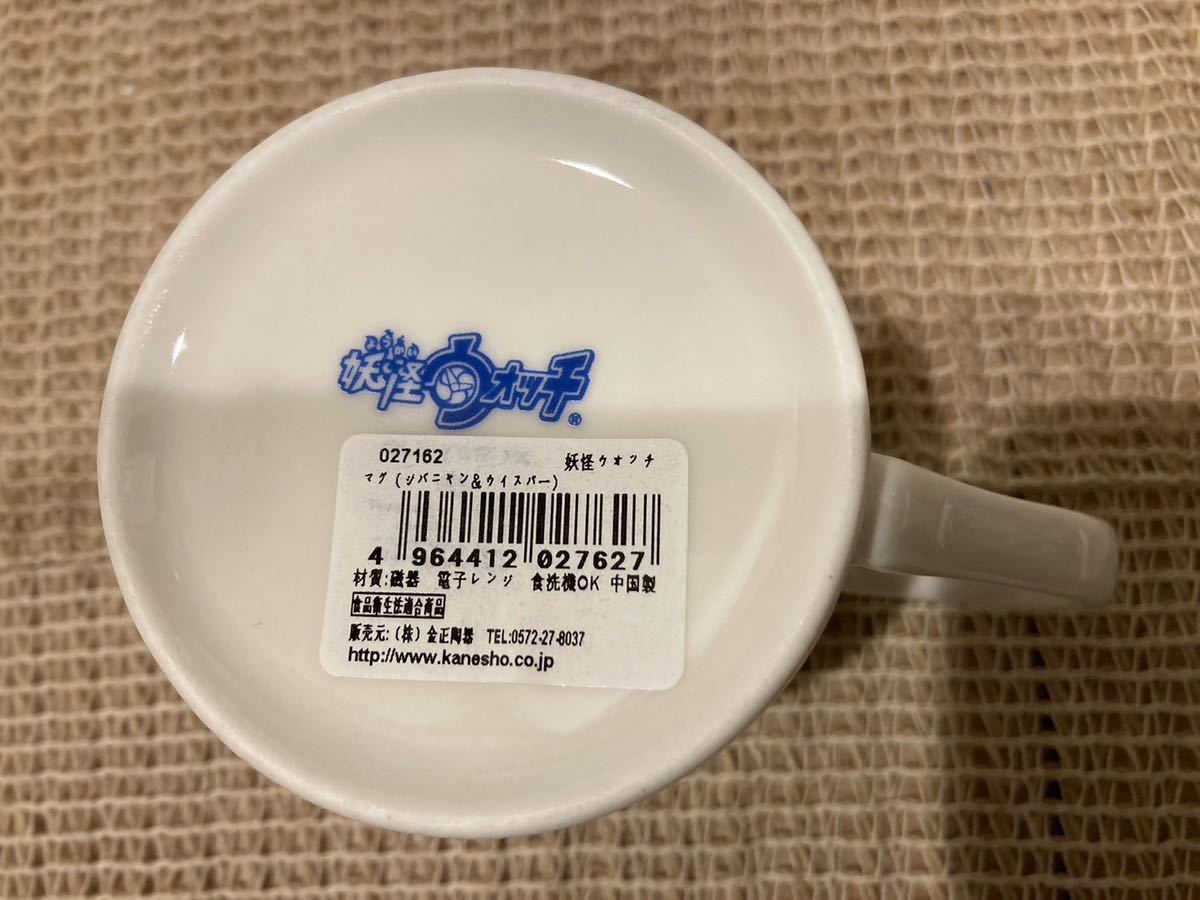 ようかい
妖怪ウォッチ®
027162 妖怪ウオッチ
マグ(ジバニャン&ウイスパー)
4 964412 027627
材質:磁器 電子レンジ 食洗機OK 中国製
食品衛生法適合商品
販売元:(株)金正陶器 TEL:0572-27-8037
http://www.kanesho.co.jp